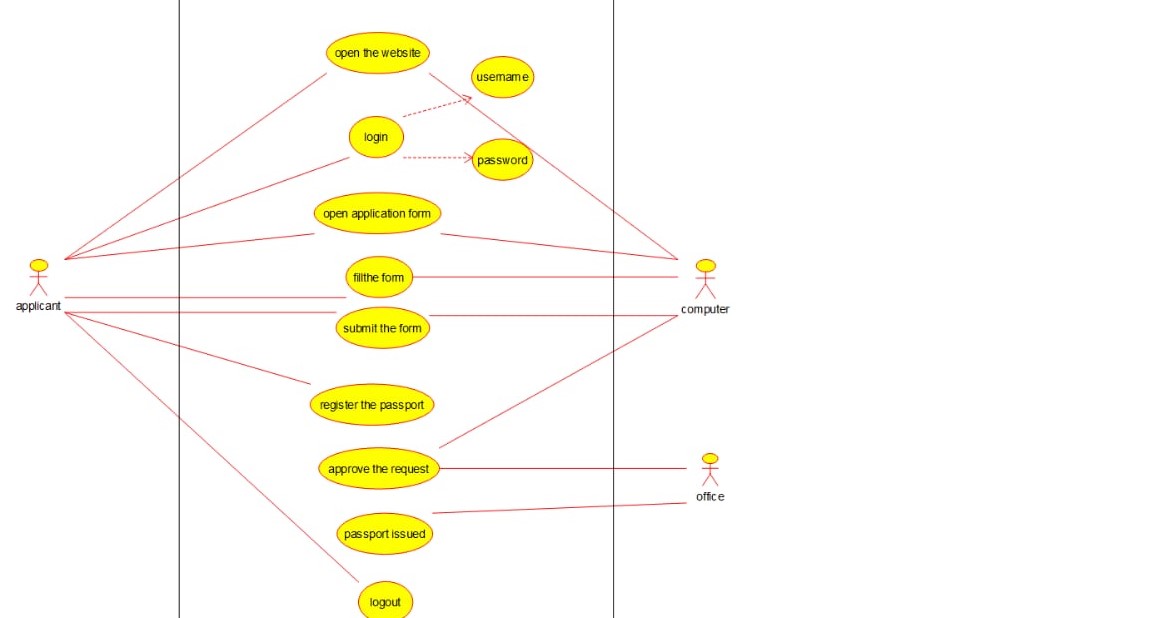 open the website
username
login
password
open application form
fillthe form
applicant
computer
submit the form
register the passport
approve the request
office
passport issued
logout